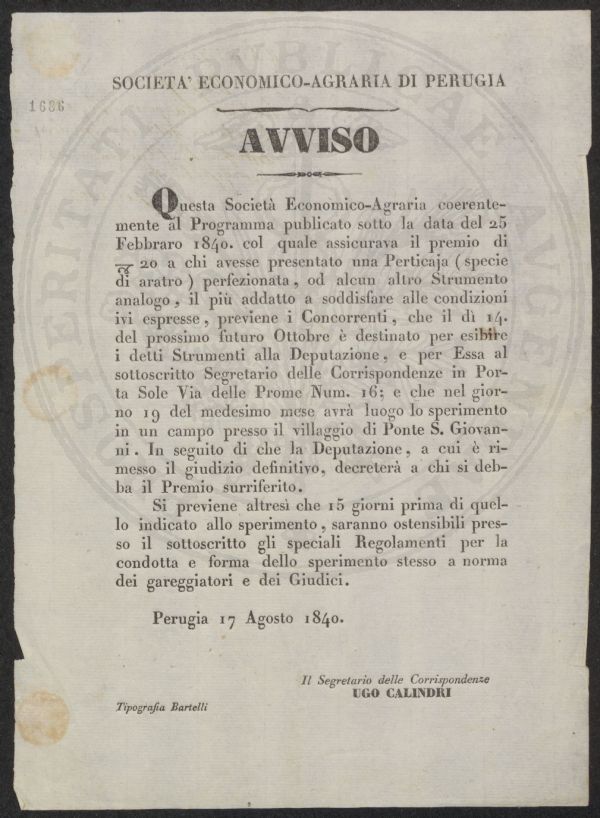 SOCIETA' ECONOMICO-AGRARIA DI PERUGIA
1686
AVVISO
Questa Società Economico-Agraria coerente-
mente al Programma publicato sotto la data del 25
Febbraro 1840. col quale assicurava il premio di
20 a chi avesse presentato una Perticaja ( specie
di aratro ) perfezionata, od alcun altro Strumento
analogo, il più addatto a soddisfare alle condizioni
ivi espresse, previene i Concorrenti, che il dì 14.
del prossimo futuro Ottobre è destinato per esibire
i detti Strumenti alla Deputazione, e per Essa al
sottoscritto Segretario delle Corrispondenze in Por-
ta Sole Via delle Prome Num. 16; e che nel gior-
no 19 del medesimo mese avrà luogo lo sperimento
in un campo presso il villaggio di Ponte S. Giovan-
ni. In seguito di che la Deputazione, a cui è ri-
messo il giudizio definitivo, decreterà a chi si deb-
ba il Premio surriferito.
Si previene altresì che 15 giorni prima di quel-
lo indicato allo sperimento, saranno ostensibili pres-
so il sottoscritto gli speciali Regolamenti per la
condotta e forma dello sperimento stesso a norma
dei gareggiatori e dei Giudici.
Perugia 17 Agosto 1840.
Il Segretario delle Corrispondenze
UGO CALINDRI
Tipografia Bartelli